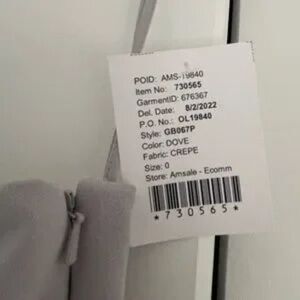 POID: AMS-19840
Item No: 730565
GarmentID: 676367
Del. Date: 8/2/2022
P.O. No.: OL19840
Style: GB067P
Color: DOVE
Fabric: CREPE
Size: 0
Store: Amsale - Ecomm
*730565*